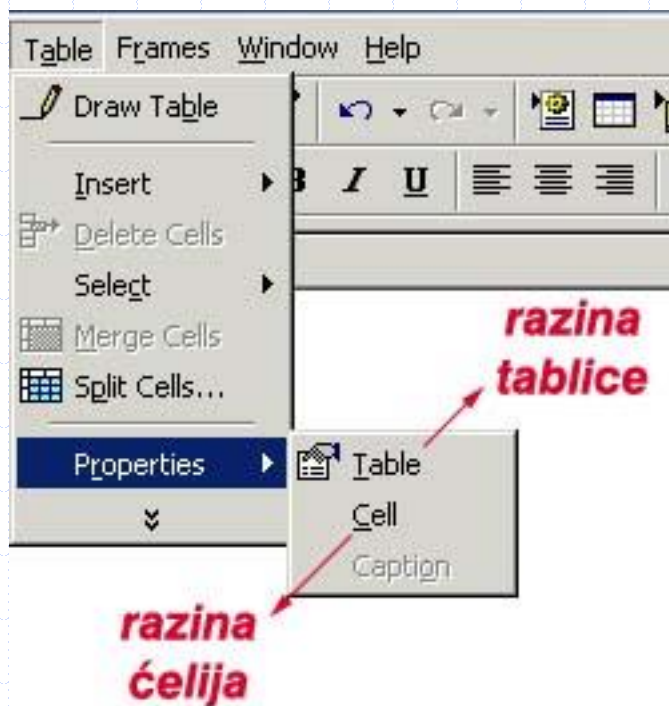 Table Frames Window Help
Draw Table
B I U
Insert
Delete Cells
Select
Merge Cells
Split Cells...
razina
tablice
Properties
Table
Cell
Caption
razina
ćelija